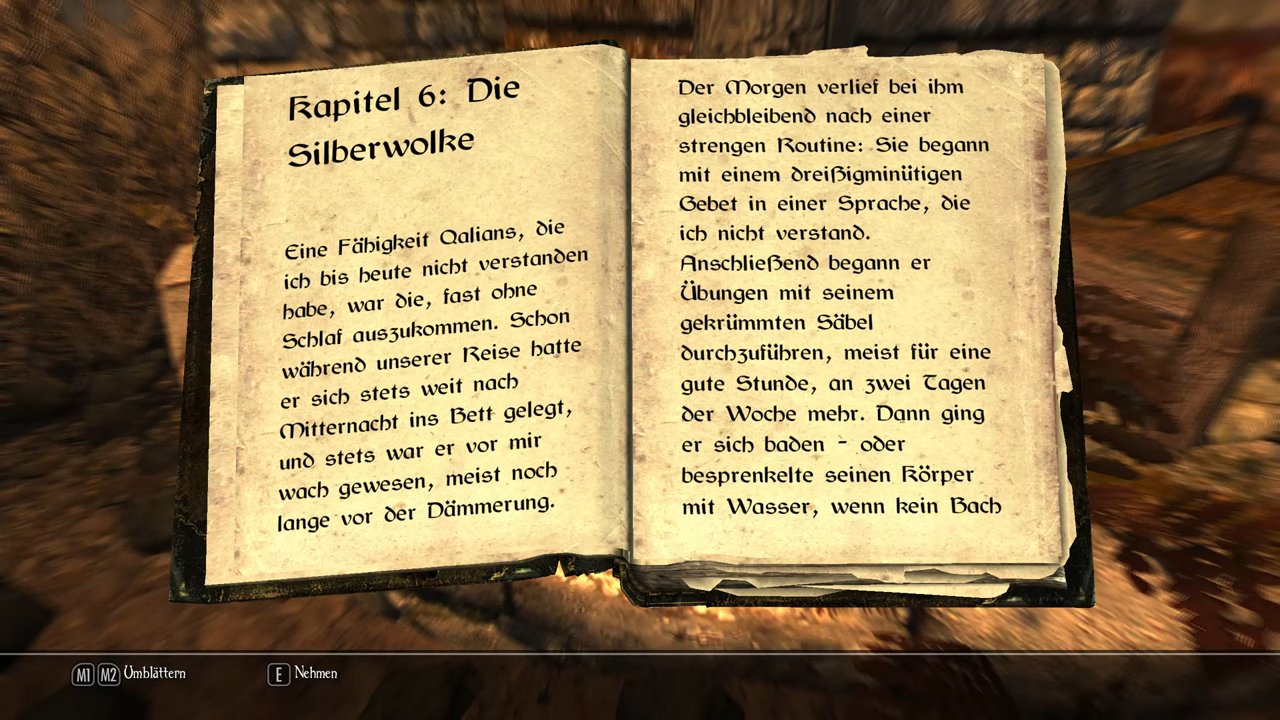 Kapitel 6: Die
Silberwolke
Eine Fähigkeit Qalians, die
ich bis heute nicht verstanden
habe, war die, fast ohne
Schlaf auszukommen. Schon
während unserer Reise hatte
er sich stets weit nach
Mitternacht ins Bett gelegt,
und stets war er vor mir
wach gewesen, meist noch
lange vor der Dämmerung.
Der Morgen verlief bei ihm
gleichbleibend nach einer
strengen Routine: Sie begann
mit einem dreißigminütigen
Gebet in einer Sprache, die
ich nicht verstand.
Anschließend begann er
Übungen mit seinem
gekrümmten Säbel
durchzuführen, meist für eine
gute Stunde, an zwei Tagen
der Woche mehr. Dann ging
er sich baden - oder
besprenkelte seinen Körper
mit Wasser, wenn kein Bach
M1 M2 Umblättern E Nehmen